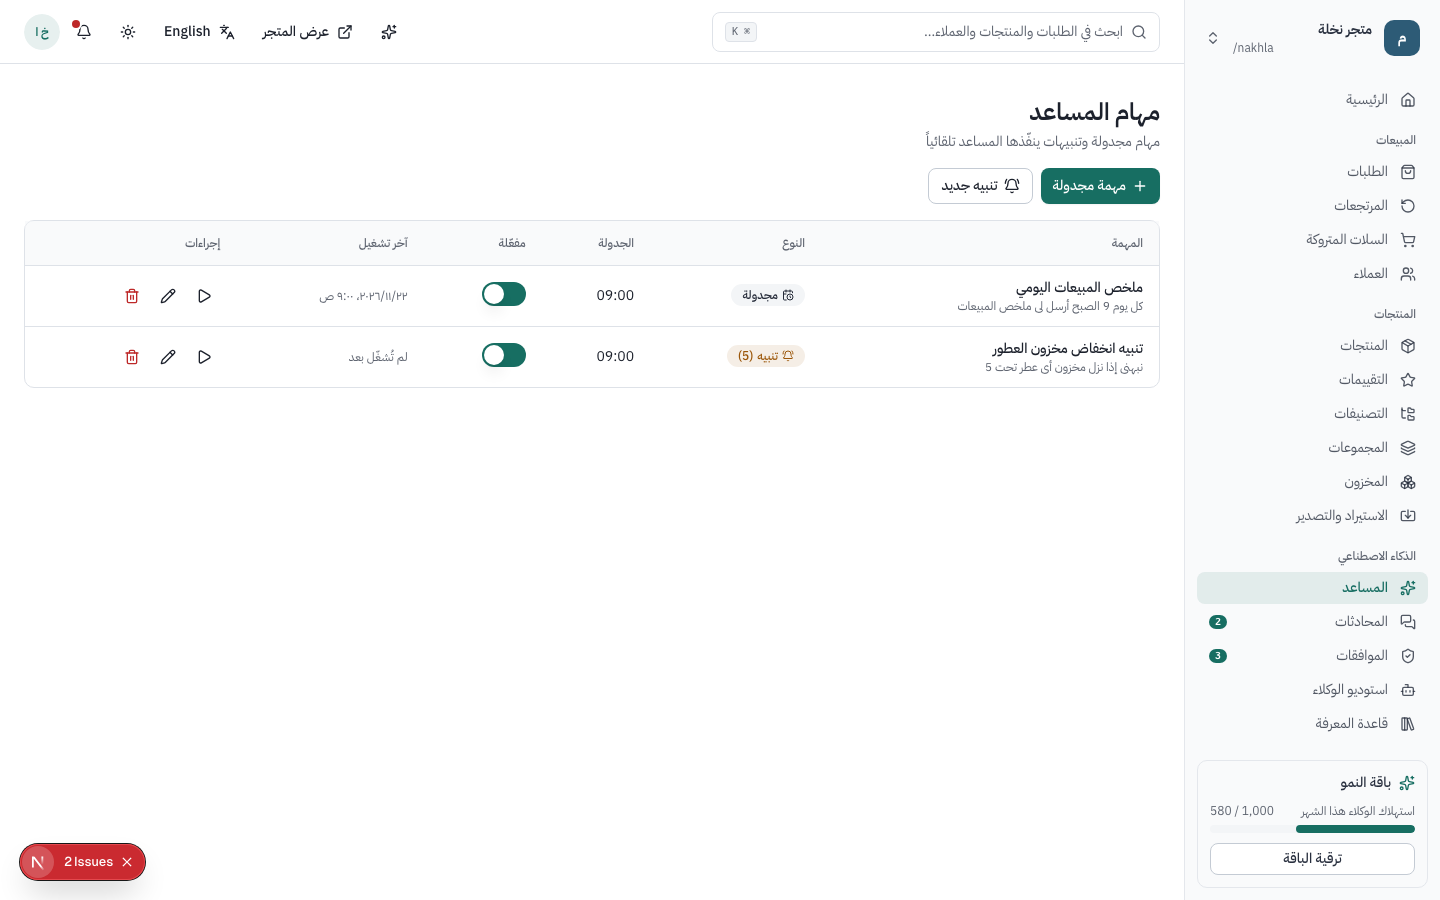 متجر نخلة
/nakhla
ابحث في الطلبات والمنتجات والعملاء...
⌘ K
عرض المتجر
English
خ ا
الرئيسية
المبيعات
الطلبات
المرتجعات
السلات المتروكة
العملاء
المنتجات
المنتجات
التقييمات
التصنيفات
المجموعات
المخزون
الاستيراد والتصدير
الذكاء الاصطناعي
المساعد
المحادثات 2
الموافقات 3
استوديو الوكلاء
قاعدة المعرفة
باقة النمو
استهلاك الوكلاء هذا الشهر 580 / 1,000
ترقية الباقة
م
مهام المساعد
مهام مجدولة وتنبيهات ينفّذها المساعد تلقائياً
مهمة مجدولة
تنبيه جديد
المهمة النوع الجدولة مفعّلة آخر تشغيل إجراءات
ملخص المبيعات اليومي
كل يوم 9 الصبح أرسل لي ملخص المبيعات
مجدولة
09:00
٢٠٢٦/١١/٢٢، ٩:٠٠ ص
تنبيه انخفاض مخزون العطور
نبهني إذا نزل مخزون أي عطر تحت 5
تنبيه (5)
09:00
لم تُشغّل بعد
N 2 Issues